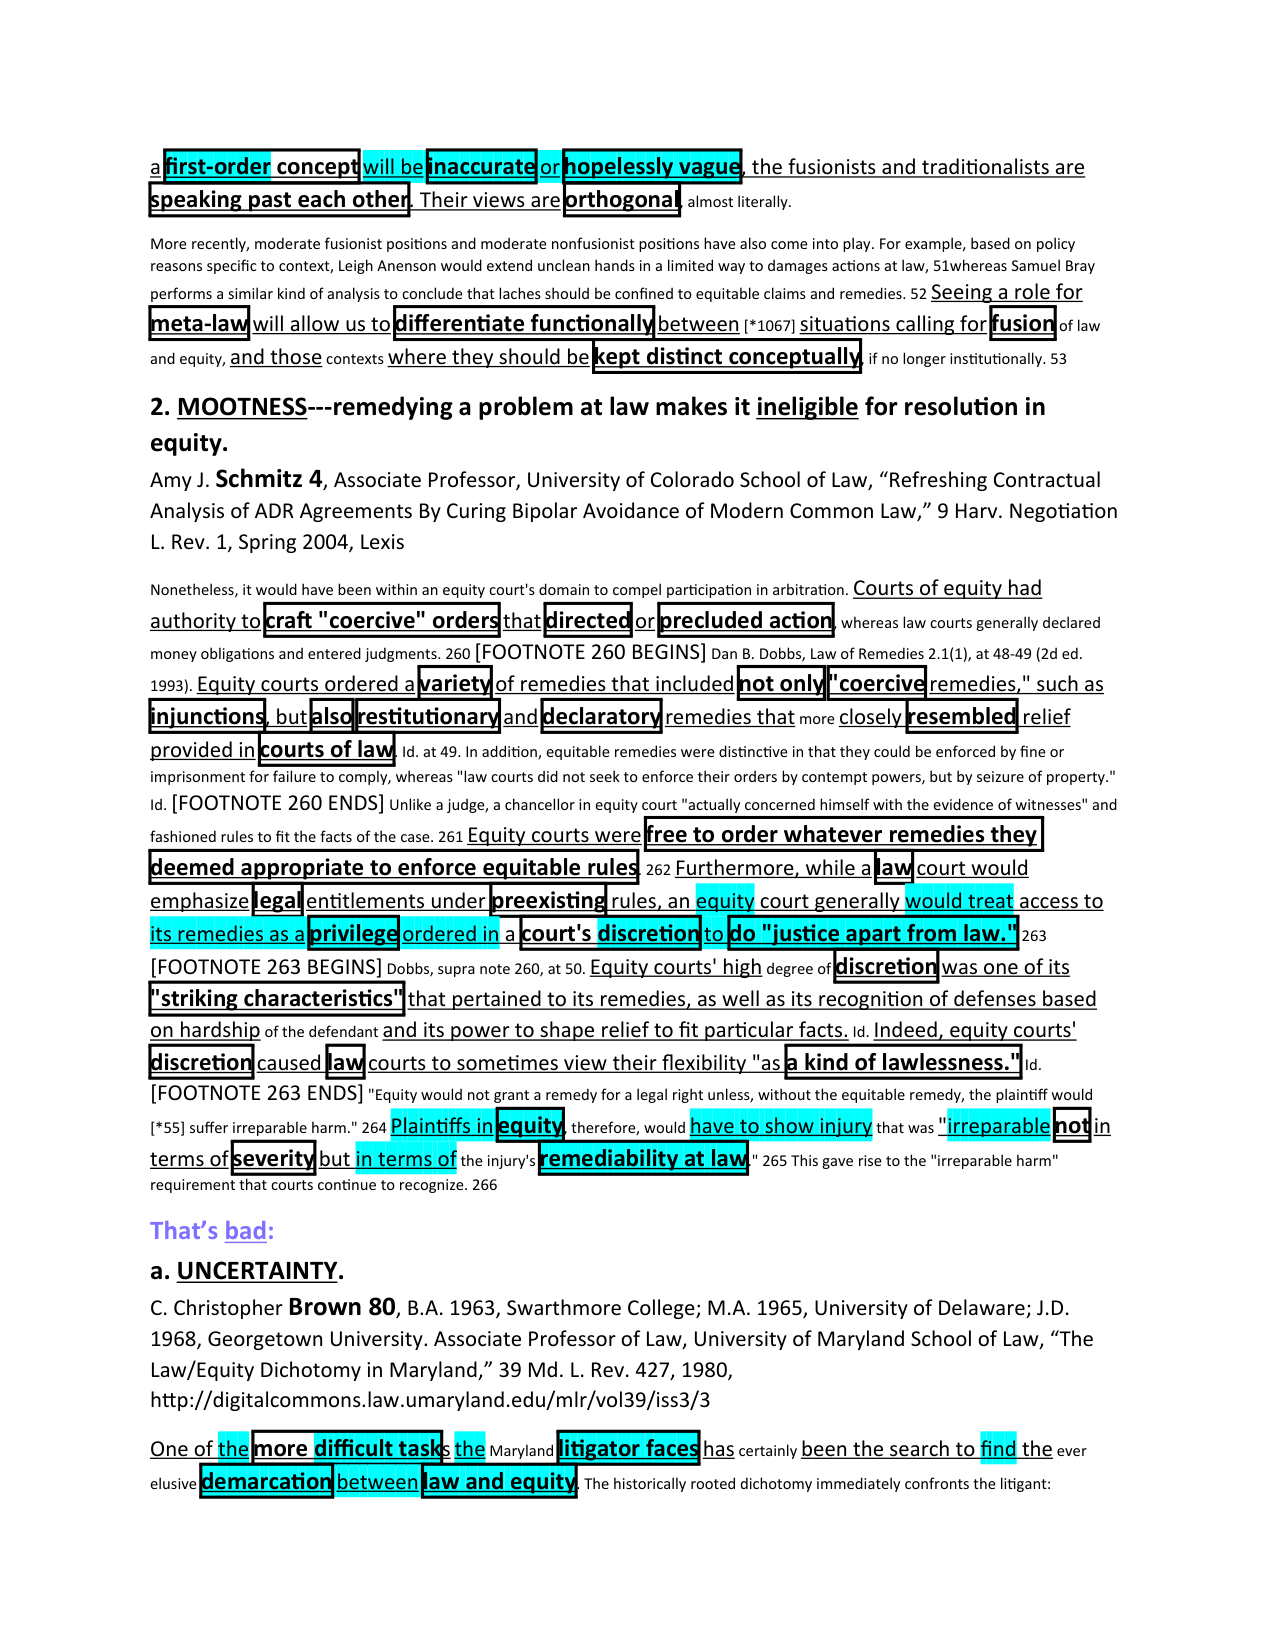 a first-order concept will be inaccurate or hopelessly vague, the fusionists and traditionalists are
speaking past each other. Their views are orthogonal, almost literally.
More recently, moderate fusionist positions and moderate nonfusionist positions have also come into play. For example, based on policy
reasons specific to context, Leigh Anenson would extend unclean hands in a limited way to damages actions at law, 51whereas Samuel Bray
performs a similar kind of analysis to conclude that laches should be confined to equitable claims and remedies. 52 Seeing a role for
meta-law will allow us to differentiate functionally between [*1067] situations calling for fusion of law
and equity, and those contexts where they should be kept distinct conceptually, if no longer institutionally. 53
2. MOOTNESS---remedying a problem at law makes it ineligible for resolution in
equity.
Amy J. Schmitz 4, Associate Professor, University of Colorado School of Law, “Refreshing Contractual
Analysis of ADR Agreements By Curing Bipolar Avoidance of Modern Common Law,” 9 Harv. Negotiation
L. Rev. 1, Spring 2004, Lexis
Nonetheless, it would have been within an equity court's domain to compel participation in arbitration. Courts of equity had
authority to craft "coercive" orders that directed or precluded action, whereas law courts generally declared
money obligations and entered judgments. 260 [FOOTNOTE 260 BEGINS] Dan B. Dobbs, Law of Remedies 2.1(1), at 48-49 (2d ed.
1993). Equity courts ordered a variety of remedies that included not only "coercive remedies," such as
injunctions, but also restitutionary and declaratory remedies that more closely resembled relief
provided in courts of law. Id. at 49. In addition, equitable remedies were distinctive in that they could be enforced by fine or
imprisonment for failure to comply, whereas "law courts did not seek to enforce their orders by contempt powers, but by seizure of property."
Id. [FOOTNOTE 260 ENDS] Unlike a judge, a chancellor in equity court "actually concerned himself with the evidence of witnesses" and
fashioned rules to fit the facts of the case. 261 Equity courts were free to order whatever remedies they
deemed appropriate to enforce equitable rules. 262 Furthermore, while a law court would
emphasize legal entitlements under preexisting rules, an equity court generally would treat access to
its remedies as a privilege ordered in a court's discretion to do "justice apart from law." 263
[FOOTNOTE 263 BEGINS] Dobbs, supra note 260, at 50. Equity courts' high degree of discretion was one of its
"striking characteristics" that pertained to its remedies, as well as its recognition of defenses based
on hardship of the defendant and its power to shape relief to fit particular facts. Id. Indeed, equity courts'
discretion caused law courts to sometimes view their flexibility "as a kind of lawlessness." Id.
[FOOTNOTE 263 ENDS] "Equity would not grant a remedy for a legal right unless, without the equitable remedy, the plaintiff would
[*55] suffer irreparable harm." 264 Plaintiffs in equity, therefore, would have to show injury that was "irreparable not in
terms of severity but in terms of the injury's remediability at law." 265 This gave rise to the "irreparable harm"
requirement that courts continue to recognize. 266
That’s bad:
a. UNCERTAINTY.
C. Christopher Brown 80, B.A. 1963, Swarthmore College; M.A. 1965, University of Delaware; J.D.
1968, Georgetown University. Associate Professor of Law, University of Maryland School of Law, “The
Law/Equity Dichotomy in Maryland,” 39 Md. L. Rev. 427, 1980,
http://digitalcommons.law.umaryland.edu/mlr/vol39/iss3/3
One of the more difficult tasks the Maryland litigator faces has certainly been the search to find the ever
elusive demarcation between law and equity. The historically rooted dichotomy immediately confronts the litigant: